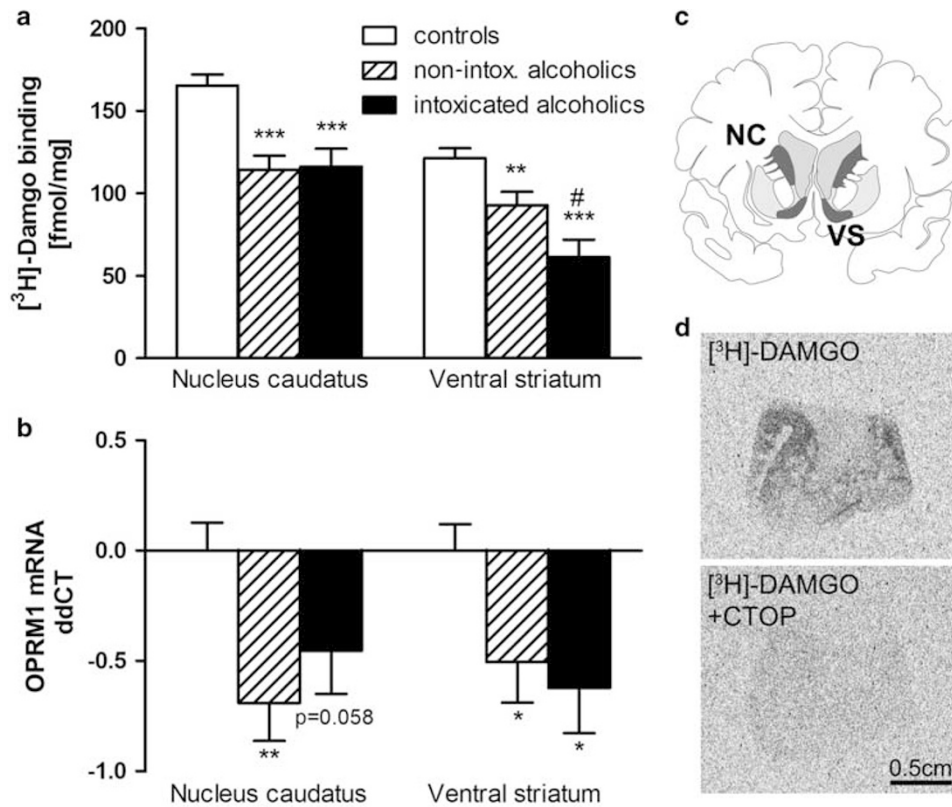 a
[³H]-Damgo binding
[fmol/mg]
200
150
100
50
0
controls
non-intox. alcoholics
intoxicated alcoholics
***
***
**
#
***
Nucleus caudatus
Ventral striatum
b
OPRM1 mRNA
ddCT
0.5
0.0
-0.5
-1.0
**
p=0.058
*
*
Nucleus caudatus
Ventral striatum
c
NC
VS
d
[³H]-DAMGO
[³H]-DAMGO
+CTOP
0.5cm